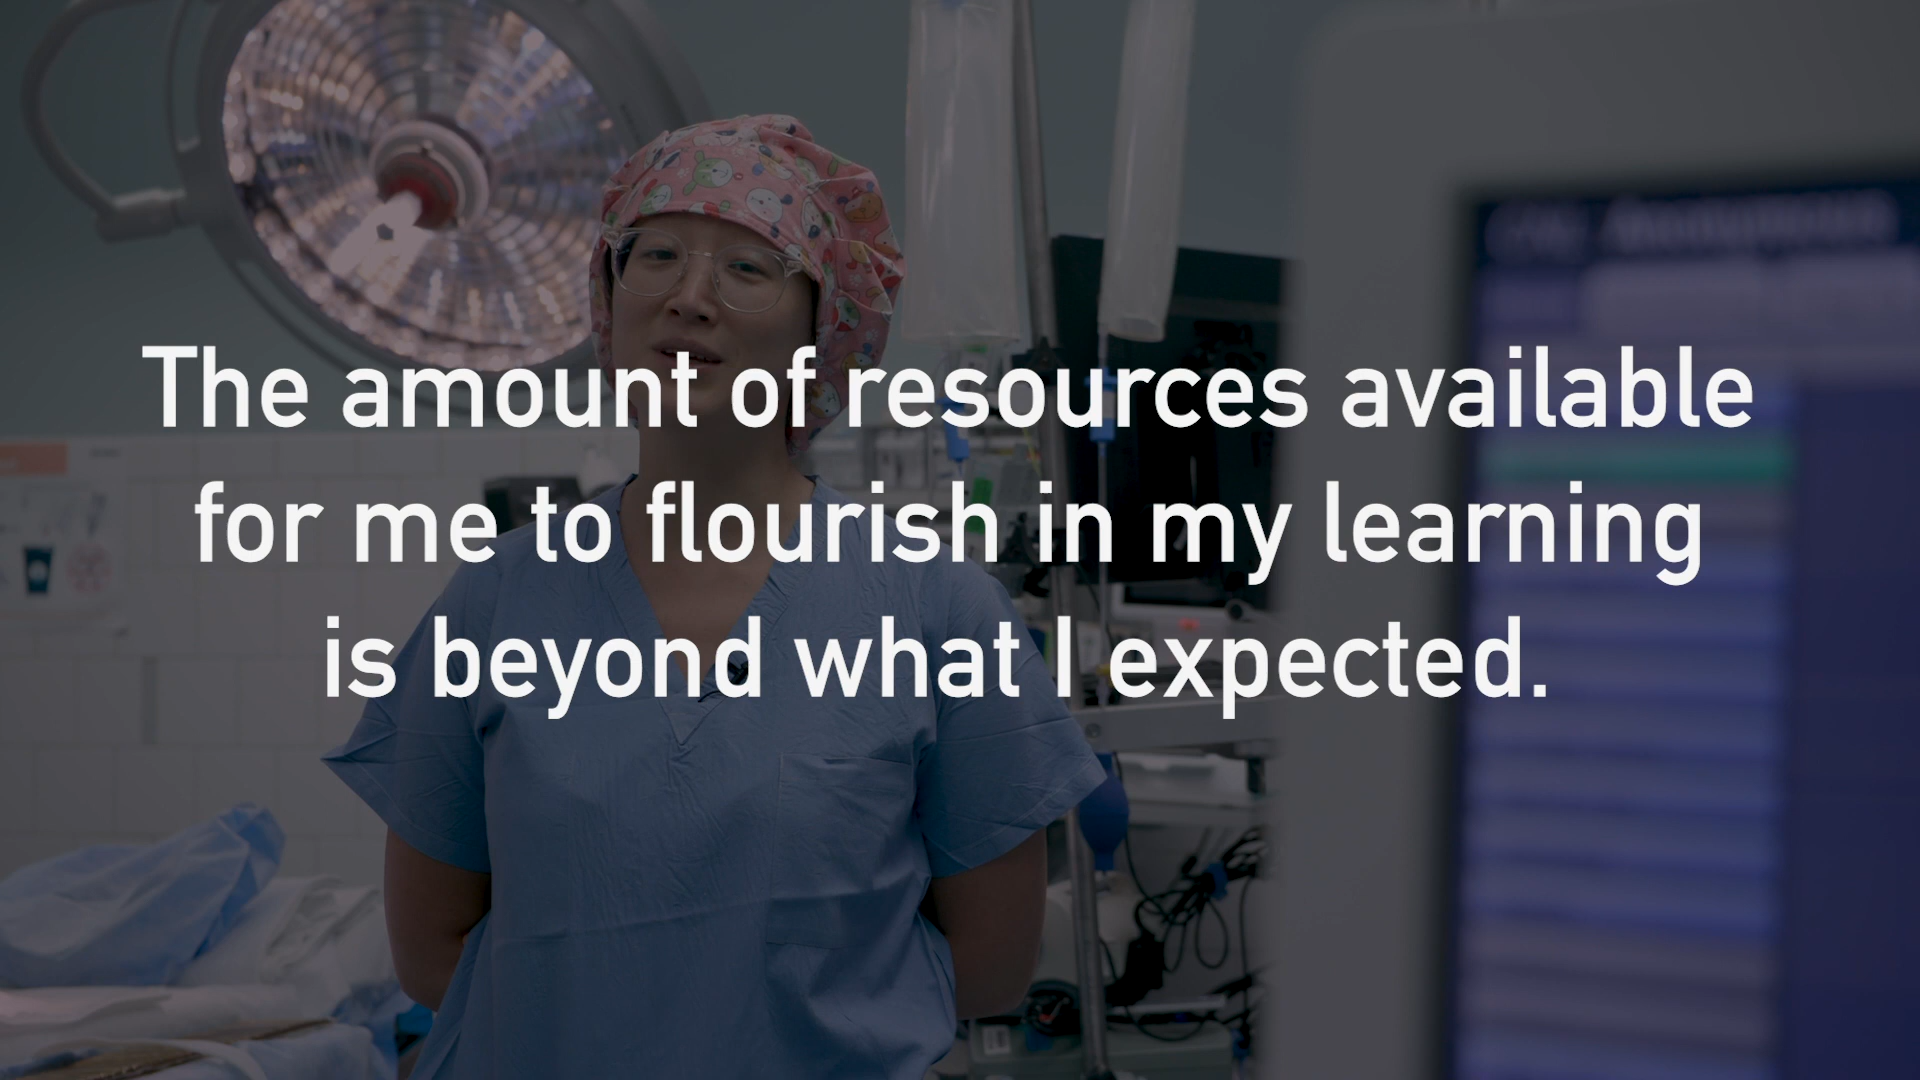 The amount of resources available
for me to flourish in my learning
is beyond what I expected.